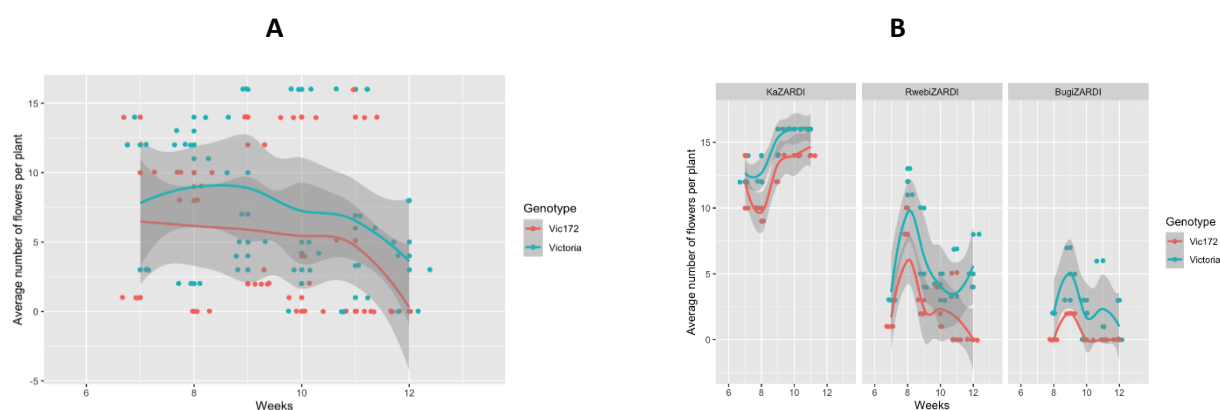 A
Average number of flowers per plant
15
10
5
0
-5
6
8
10
12
Weeks
Genotype
Vic172
Victoria
B
KaZARDI
RwebiZARDI
BugiZARDI
Average number of flowers per plant
15
10
5
0
6 8 10 12
6 8 10 12
6 8 10 12
Weeks
Genotype
Vic172
Victoria